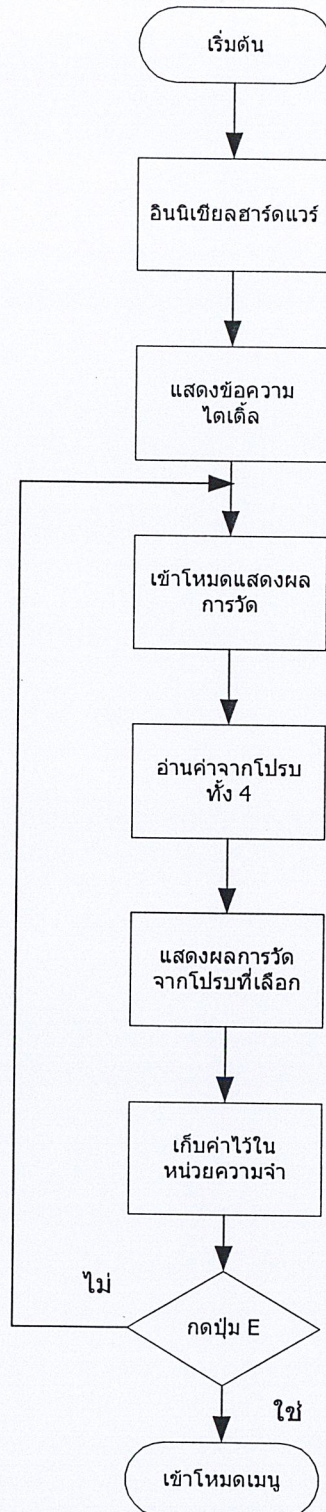 เริ่มต้น
อินนิเชียลฮาร์ดแวร์
แสดงข้อความ
ไตเติ้ล
เข้าโหมดแสดงผล
การวัด
อ่านค่าจากโปรบ
ทั้ง 4
แสดงผลการวัด
จากโปรบที่เลือก
เก็บค่าไว้ใน
หน่วยความจำ
ไม่
กดปุ่ม E
ใช่
เข้าโหมดเมนู